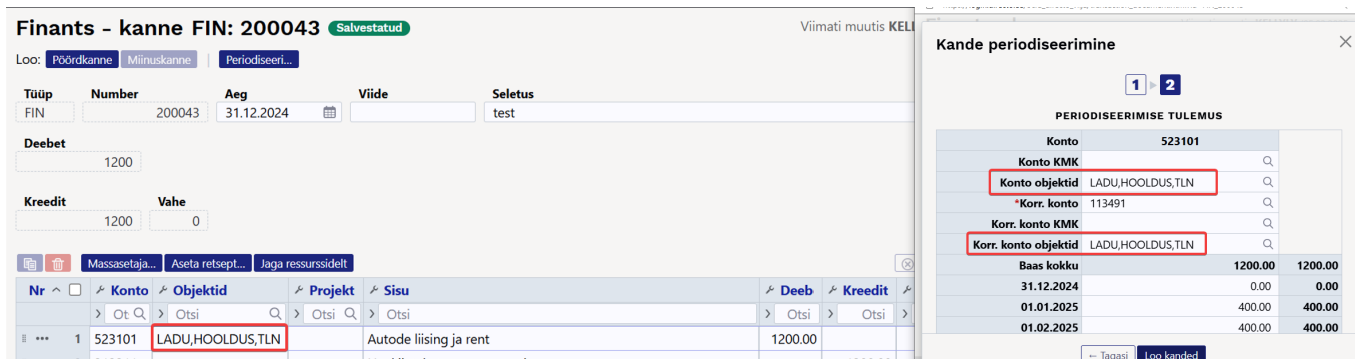 Finants - kanne FIN: 200043 Salvestatud
Viimati muutis KELL
Loo: Pöördkanne Miinuskanne Periodiseeri...
Tüüp Number Aeg Viide Seletus
FIN 200043 31.12.2024 test
Deebet
1200
Kreedit Vahe
1200 0
Massasetaja... Aseta retsept... Jaga ressurssidelt
Nr Konto Objektid Projekt Sisu Deeb Kreedit
Ot Otsi Otsi Otsi Otsi Otsi
1 523101 LADU,HOOLDUS,TLN Autode liising ja rent 1200.00
Kande periodiseerimine
1 2
PERIODISEERIMISE TULEMUS
Konto 523101
Konto KMK
Konto objektid LADU,HOOLDUS,TLN
*Korr. konto 113491
Korr. konto KMK
Korr. konto objektid LADU,HOOLDUS,TLN
Baas kokku 1200.00 1200.00
31.12.2024 0.00 0.00
01.01.2025 400.00 400.00
01.02.2025 400.00 400.00
← Tagasi Loo kanded